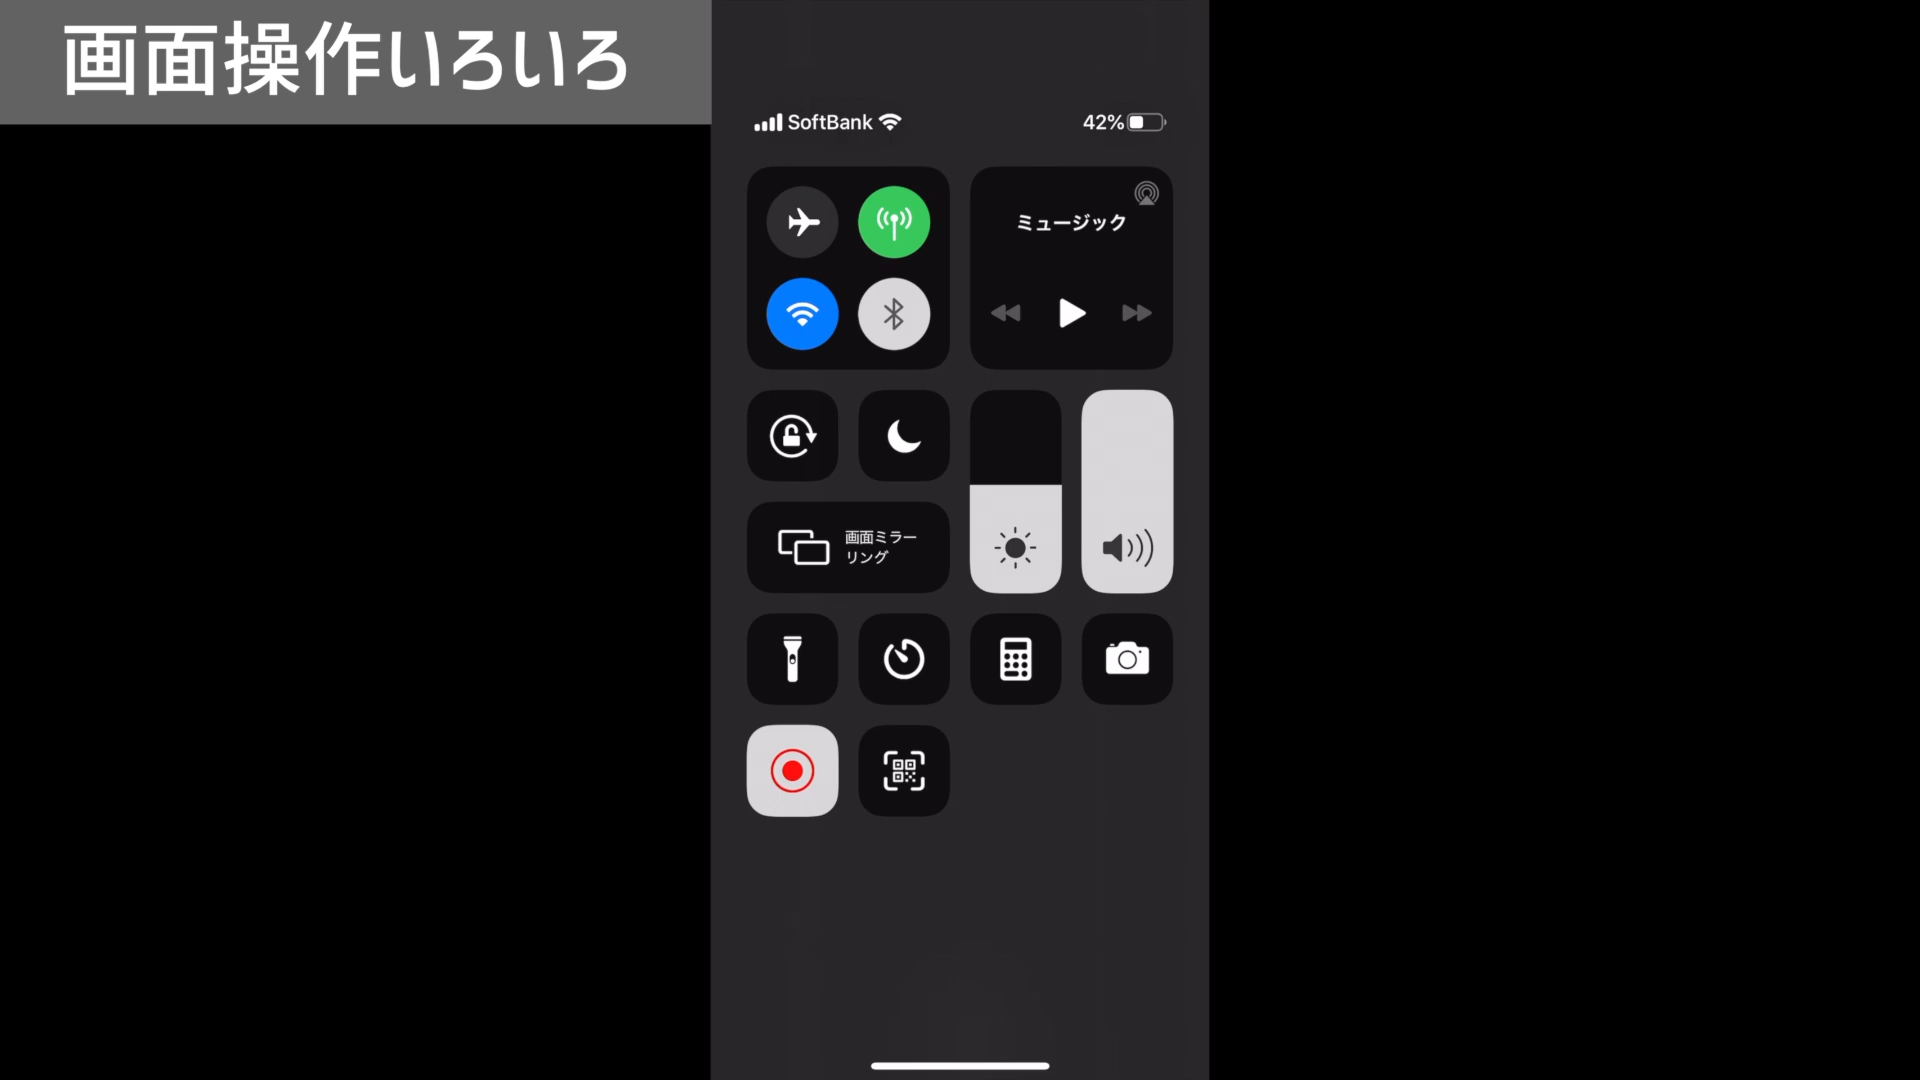 画面操作いろいろ
SoftBank 42%
ミュージック
画面ミラー
リング